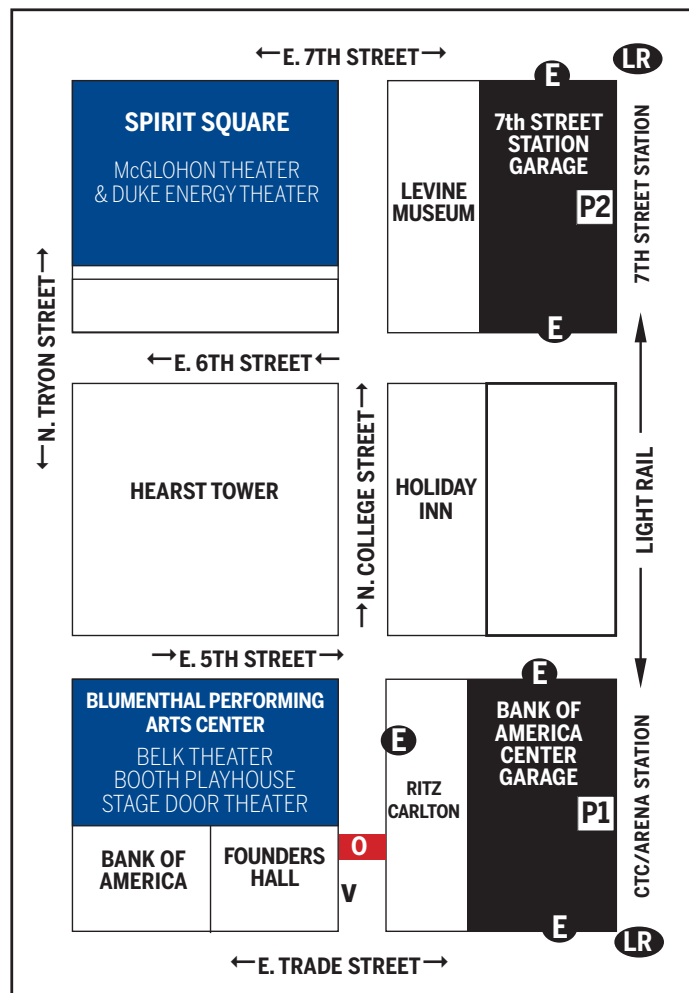 ←E. 7TH STREET→
LR
E
SPIRIT SQUARE
McGLOHON THEATER
& DUKE ENERGY THEATER
LEVINE
MUSEUM
7th STREET
STATION
GARAGE
P2
7TH STREET STATION
E
←N. TRYON STREET→
←E. 6TH STREET←
HEARST TOWER
→N. COLLEGE STREET→
HOLIDAY
INN
LIGHT RAIL
→E. 5TH STREET→
E
BLUMENTHAL PERFORMING
ARTS CENTER
BELK THEATER
BOOTH PLAYHOUSE
STAGE DOOR THEATER
E
RITZ
CARLTON
BANK OF
AMERICA
CENTER
GARAGE
P1
CTC/ARENA STATION
BANK OF
AMERICA
FOUNDERS
HALL
O
V
E
LR
←E. TRADE STREET→